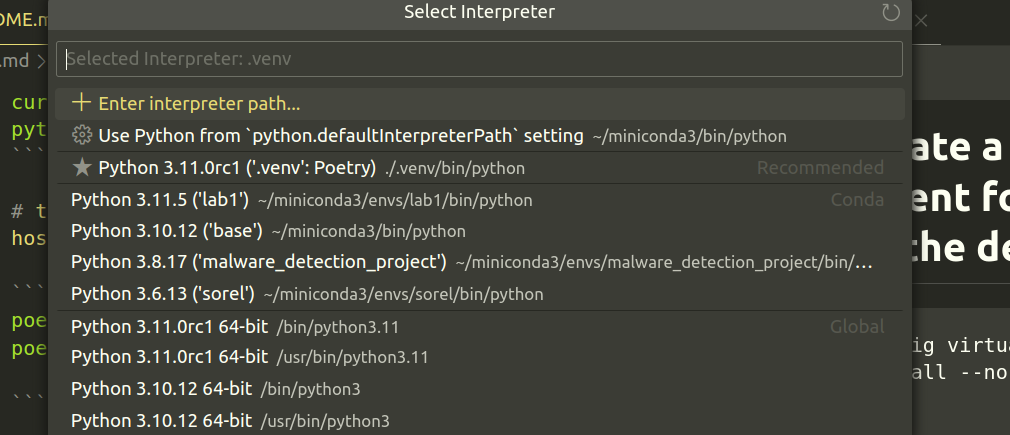 Select Interpreter
OME.m
.md
Selected Interpreter: .venv
Enter interpreter path...
Use Python from `python.defaultInterpreterPath` setting ~/miniconda3/bin/python
Python 3.11.0rc1 ('.venv': Poetry) ./.venv/bin/python Recommended
Python 3.11.5 ('lab1') ~/miniconda3/envs/lab1/bin/python Conda
Python 3.10.12 ('base') ~/miniconda3/bin/python
Python 3.8.17 ('malware_detection_project') ~/miniconda3/envs/malware_detection_project/bin/…
Python 3.6.13 ('sorel') ~/miniconda3/envs/sorel/bin/python
Python 3.11.0rc1 64-bit /bin/python3.11 Global
Python 3.11.0rc1 64-bit /usr/bin/python3.11
Python 3.10.12 64-bit /bin/python3
Python 3.10.12 64-bit /usr/bin/python3
cur
pyt
```
# t
hos
```
poe
poe
```
ate a
ent fo
the de
ig virtua
all --no